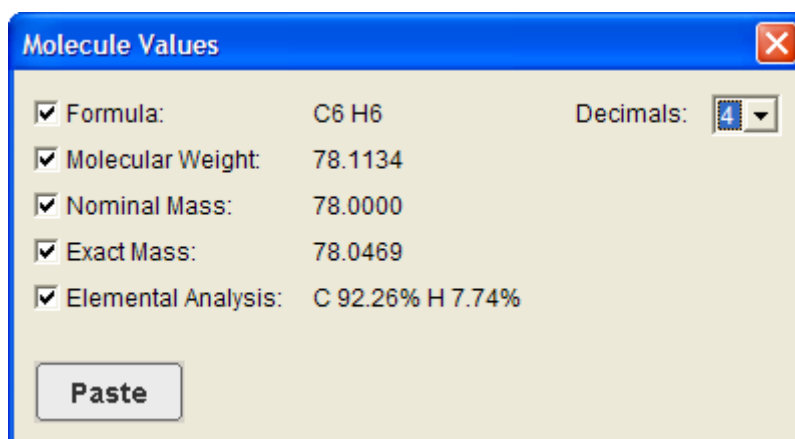 Molecule Values
Formula: C6 H6 Decimals: 4
Molecular Weight: 78.1134
Nominal Mass: 78.0000
Exact Mass: 78.0469
Elemental Analysis: C 92.26% H 7.74%
Paste